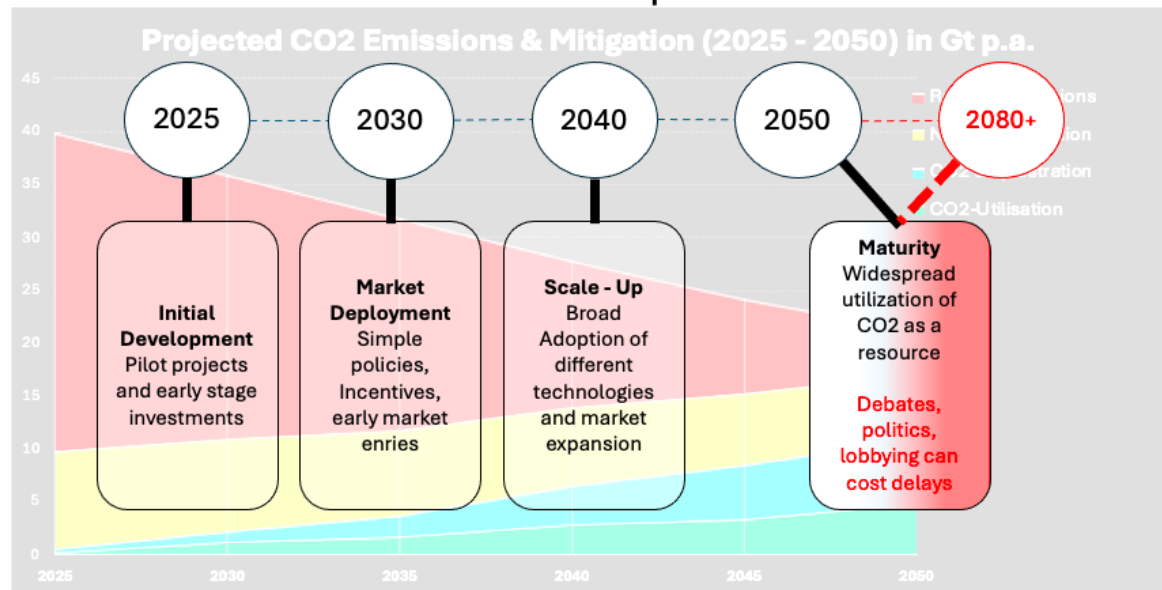 Projected CO2 Emissions & Mitigation (2025 - 2050) in Gt p.a.
45
40
35
30
25
20
15
10
5
0
2025
2030
2035
2040
2045
2050
2025
2030
2040
2050
2080+
CO2-Utilisation
Initial
Development
Pilot projects
and early stage
investments
Market
Deployment
Simple
policies,
Incentives,
early market
enries
Scale - Up
Broad
Adoption of
different
technologies
and market
expansion
Maturity
Widespread
utilization of
CO2 as a
resource
Debates,
politics,
lobbying can
cost delays